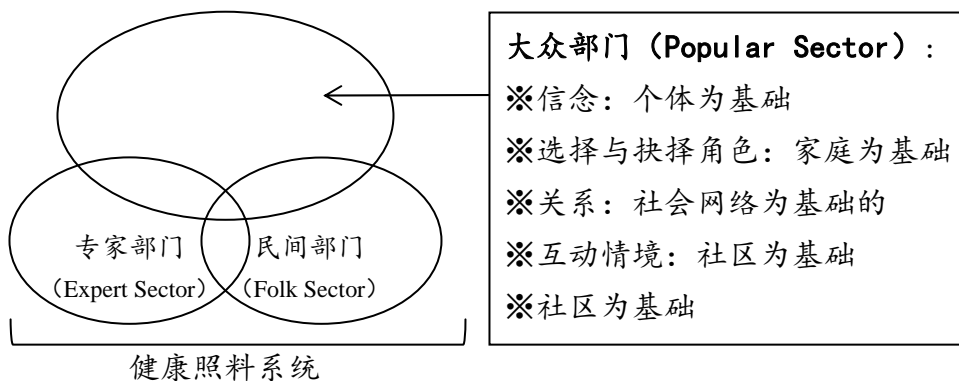 大众部门（Popular Sector）:
※信念：个体为基础
※选择与抉择角色：家庭为基础
※关系：社会网络为基础的
※互动情境：社区为基础
※社区为基础
专家部门
（Expert Sector）
民间部门
（Folk Sector）
健康照料系统